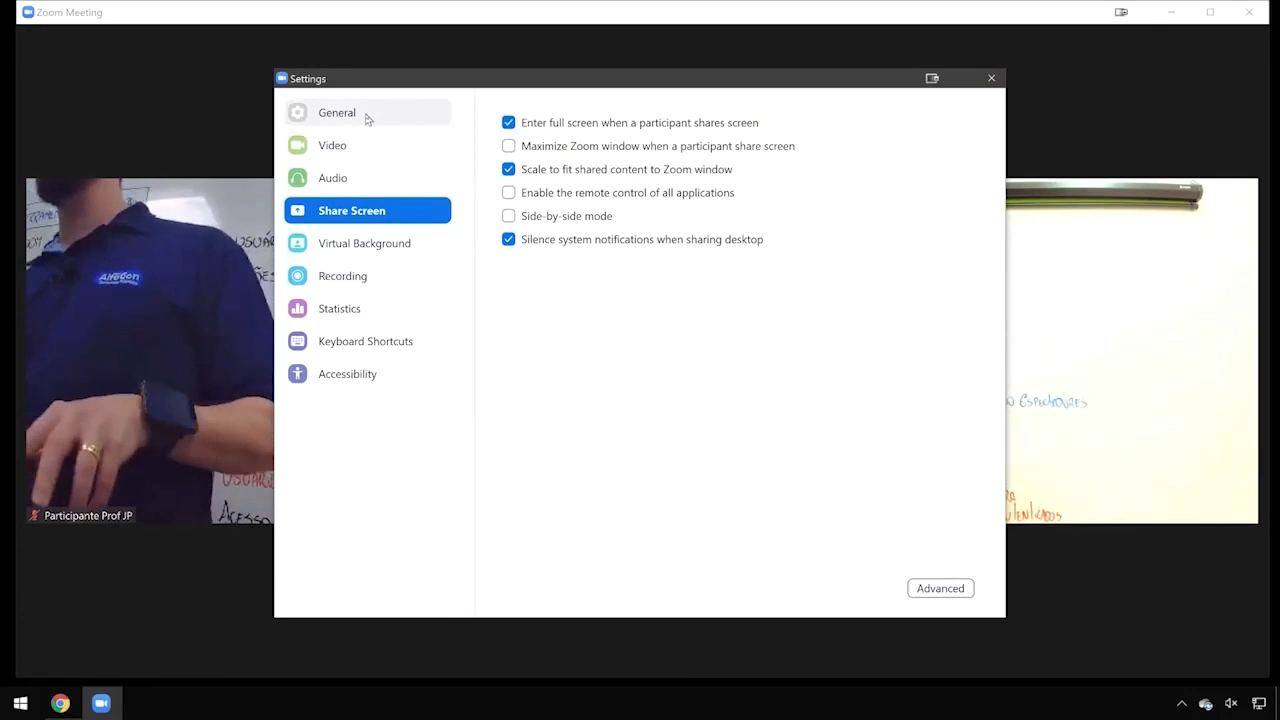 Zoom Meeting
Settings
General
Video
Audio
Share Screen
Virtual Background
Recording
Statistics
Keyboard Shortcuts
Accessibility
Enter full screen when a participant shares screen
Maximize Zoom window when a participant share screen
Scale to fit shared content to Zoom window
Enable the remote control of all applications
Side-by-side mode
Silence system notifications when sharing desktop
Advanced
AlfaCon
Participante Prof JP
ACESSO
ESPECTADORES